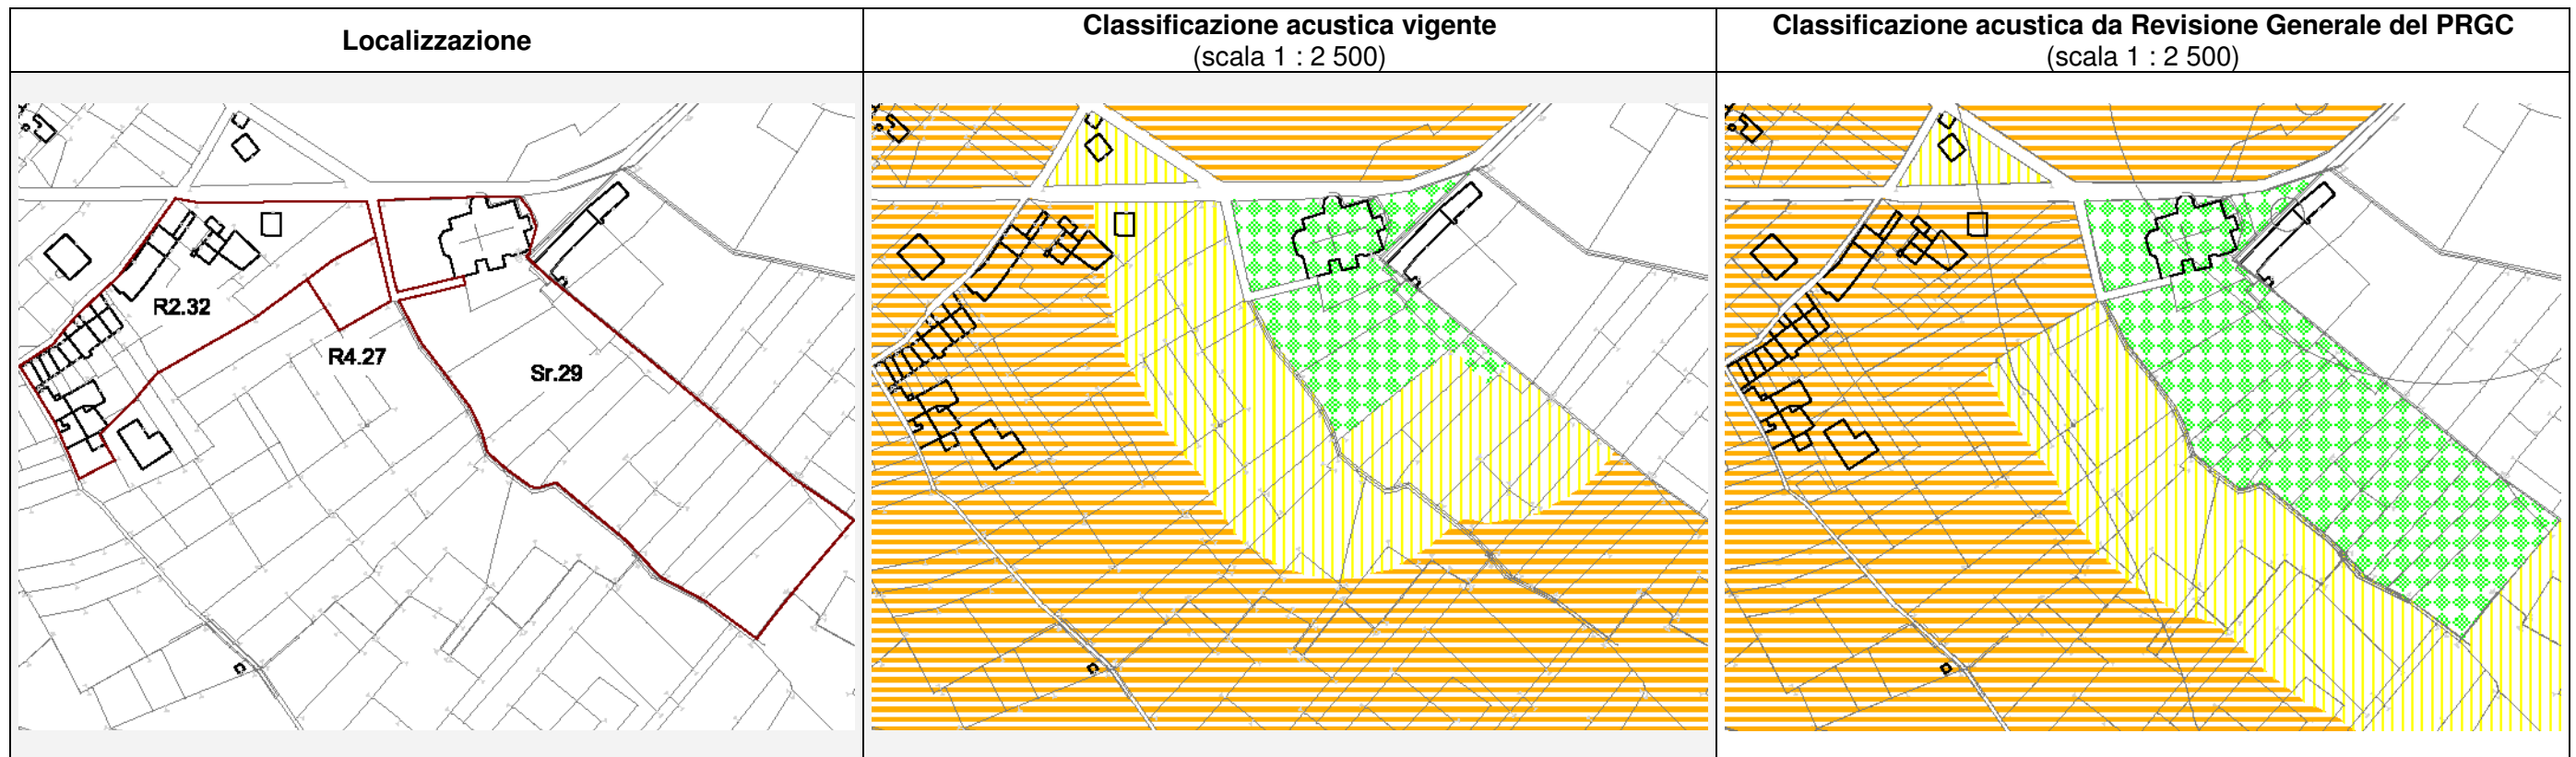 Localizzazione
Classificazione acustica vigente
(scala 1 : 2 500)
Classificazione acustica da Revisione Generale del PRGC
(scala 1 : 2 500)
R2.32
R4.27
Sr.29